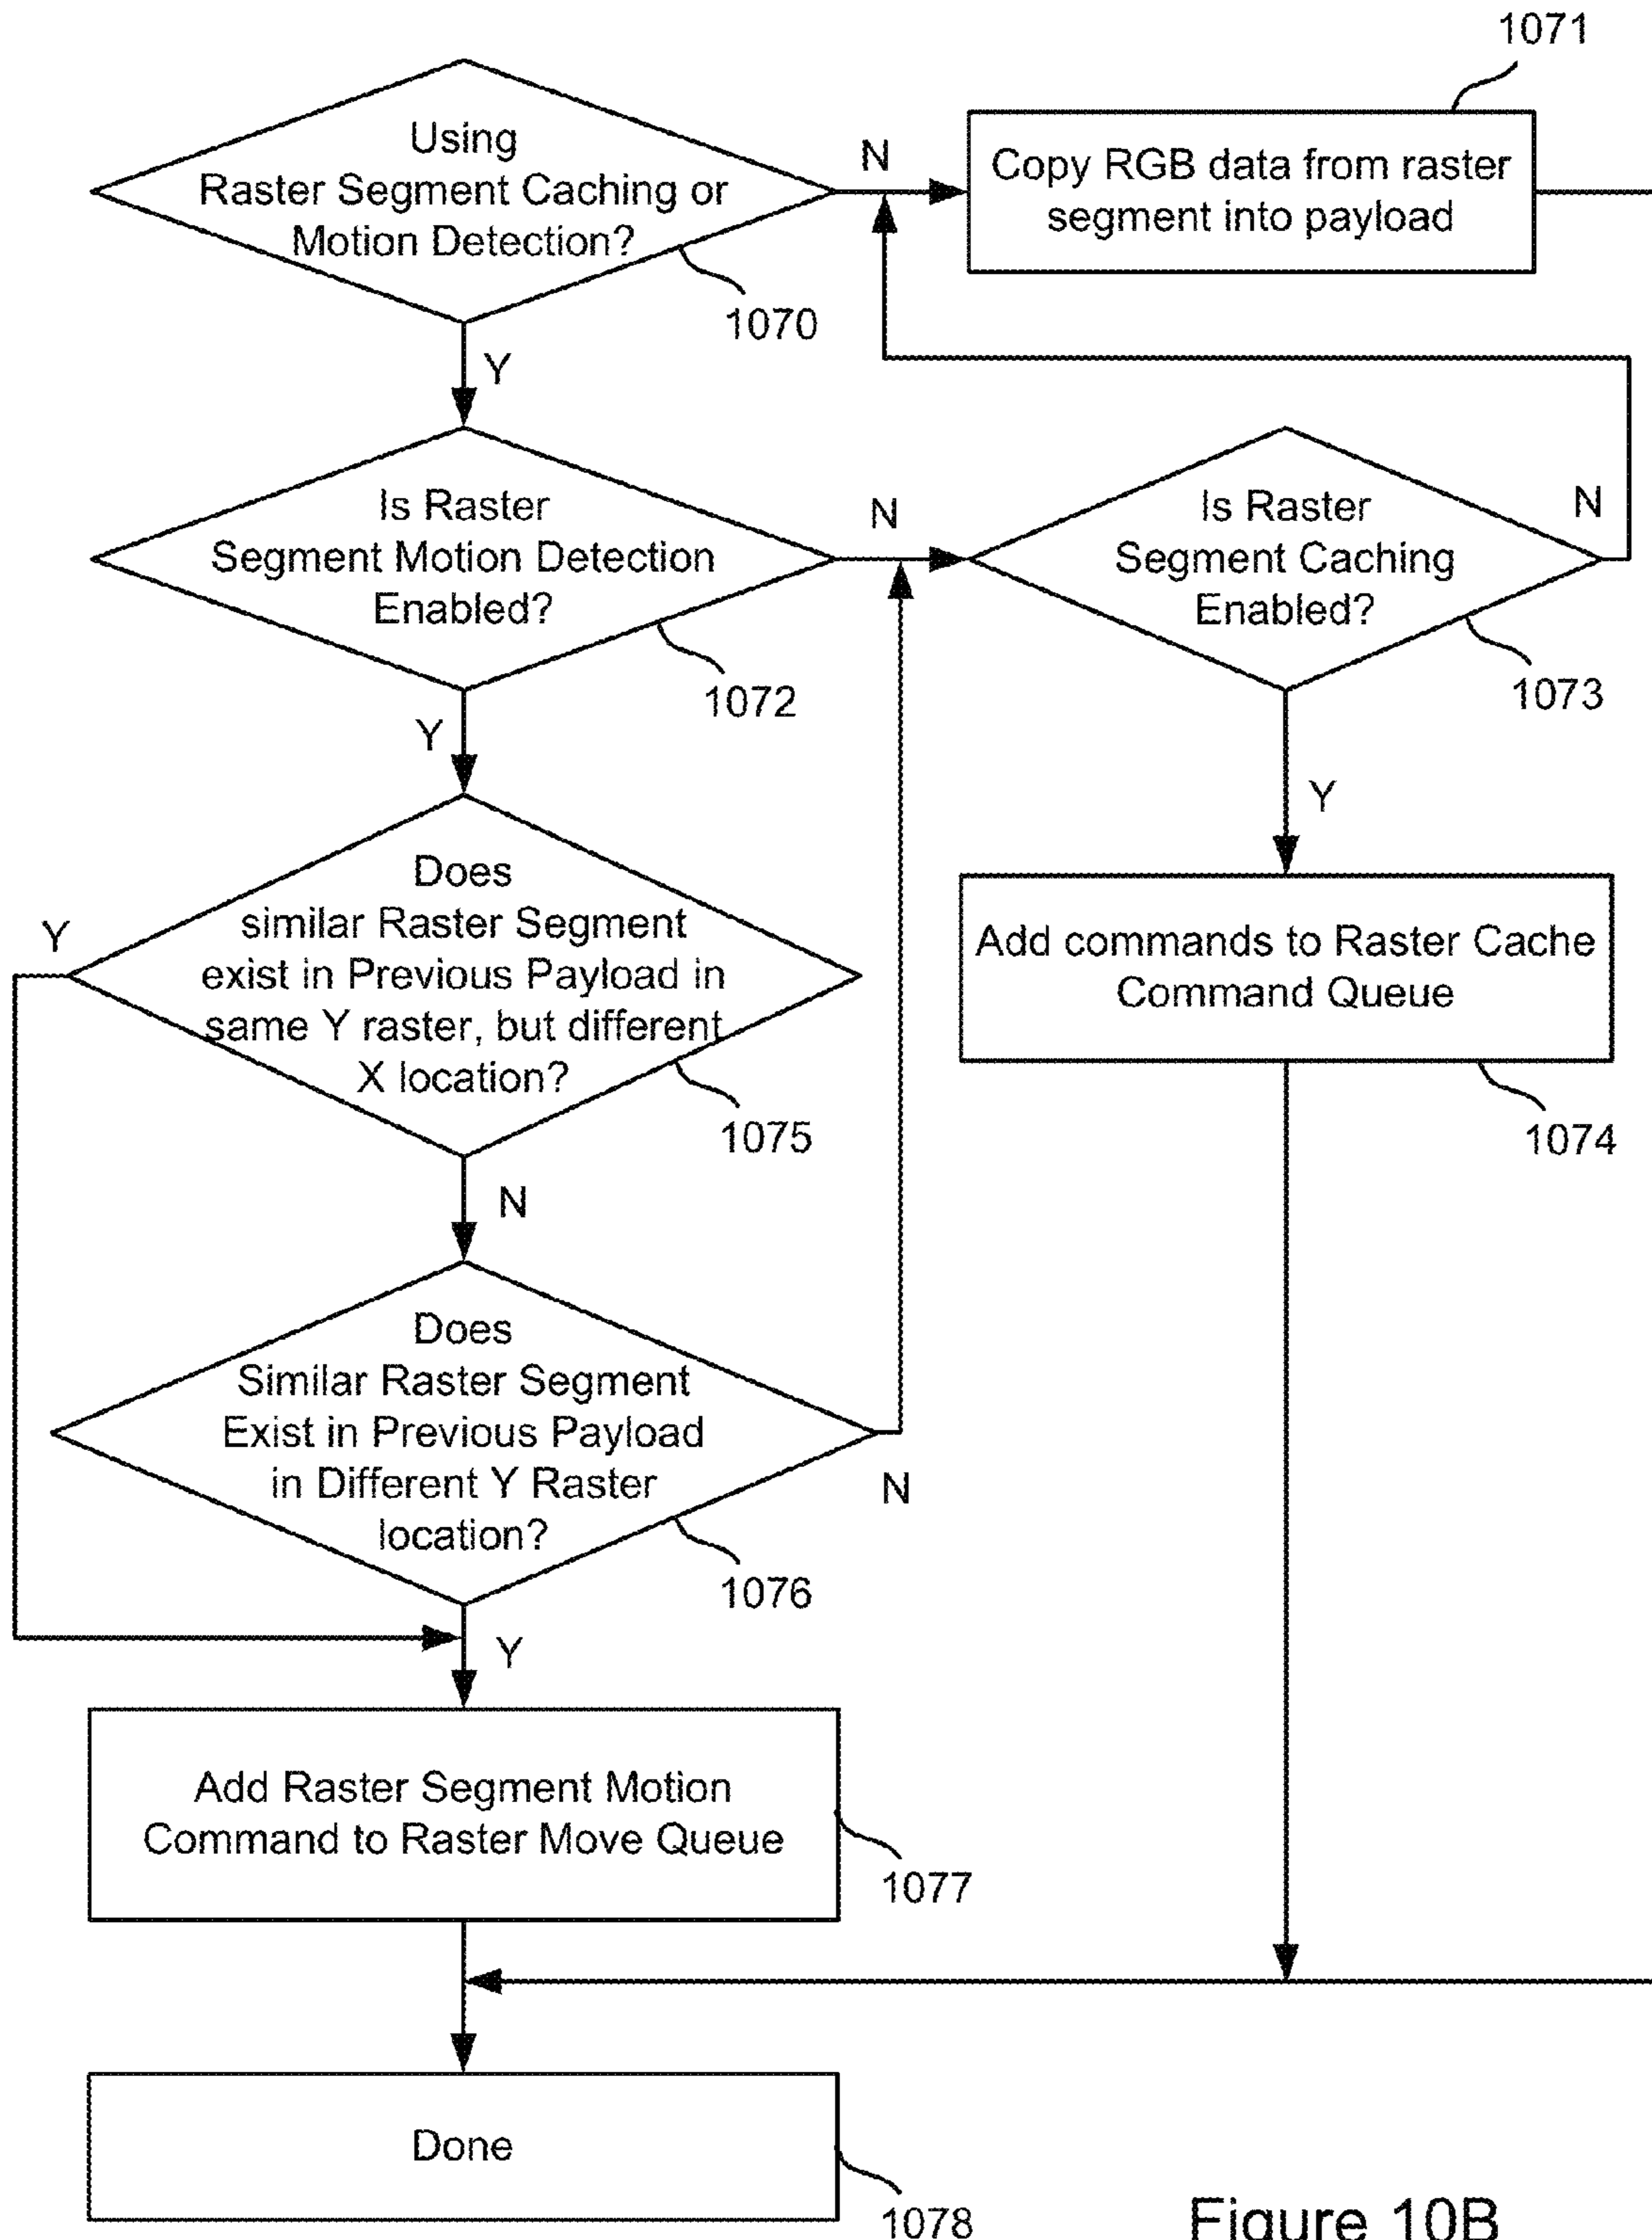 1071
Using
Raster Segment Caching or
Motion Detection?
N
Copy RGB data from raster
segment into payload
1070
Y
Is Raster
Segment Motion Detection
Enabled?
N
Is Raster
Segment Caching
Enabled?
N
1072
1073
Y
Y
Does
similar Raster Segment
exist in Previous Payload in
same Y raster, but different
X location?
Y
Add commands to Raster Cache
Command Queue
1075
1074
N
Does
Similar Raster Segment
Exist in Previous Payload
in Different Y Raster
location?
N
1076
Y
Add Raster Segment Motion
Command to Raster Move Queue
1077
Done
1078
Figure 10B